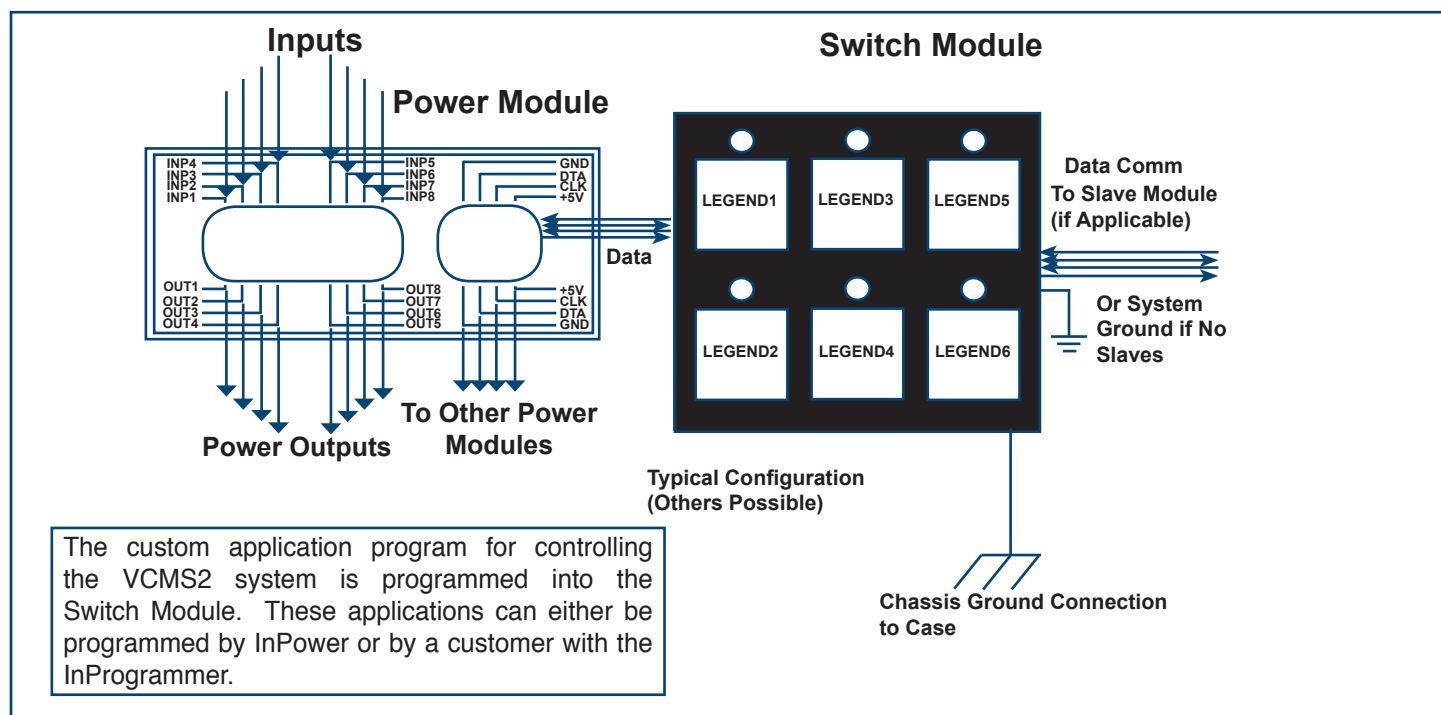 Inputs
Switch Module
Power Module
INP4
INP3
INP2
INP1
INP5
INP6
INP7
INP8
GND
DTA
CLK
+5V
OUT1
OUT2
OUT3
OUT4
OUT8
OUT7
OUT6
OUT5
+5V
CLK
DTA
GND
Data
LEGEND1
LEGEND3
LEGEND5
LEGEND2
LEGEND4
LEGEND6
Data Comm
To Slave Module
(if Applicable)
Or System
Ground if No
Slaves
Power Outputs
To Other Power
Modules
Typical Configuration
(Others Possible)
Chassis Ground Connection
to Case
The custom application program for controlling
the VCMS2 system is programmed into the
Switch Module. These applications can either be
programmed by InPower or by a customer with the
InProgrammer.